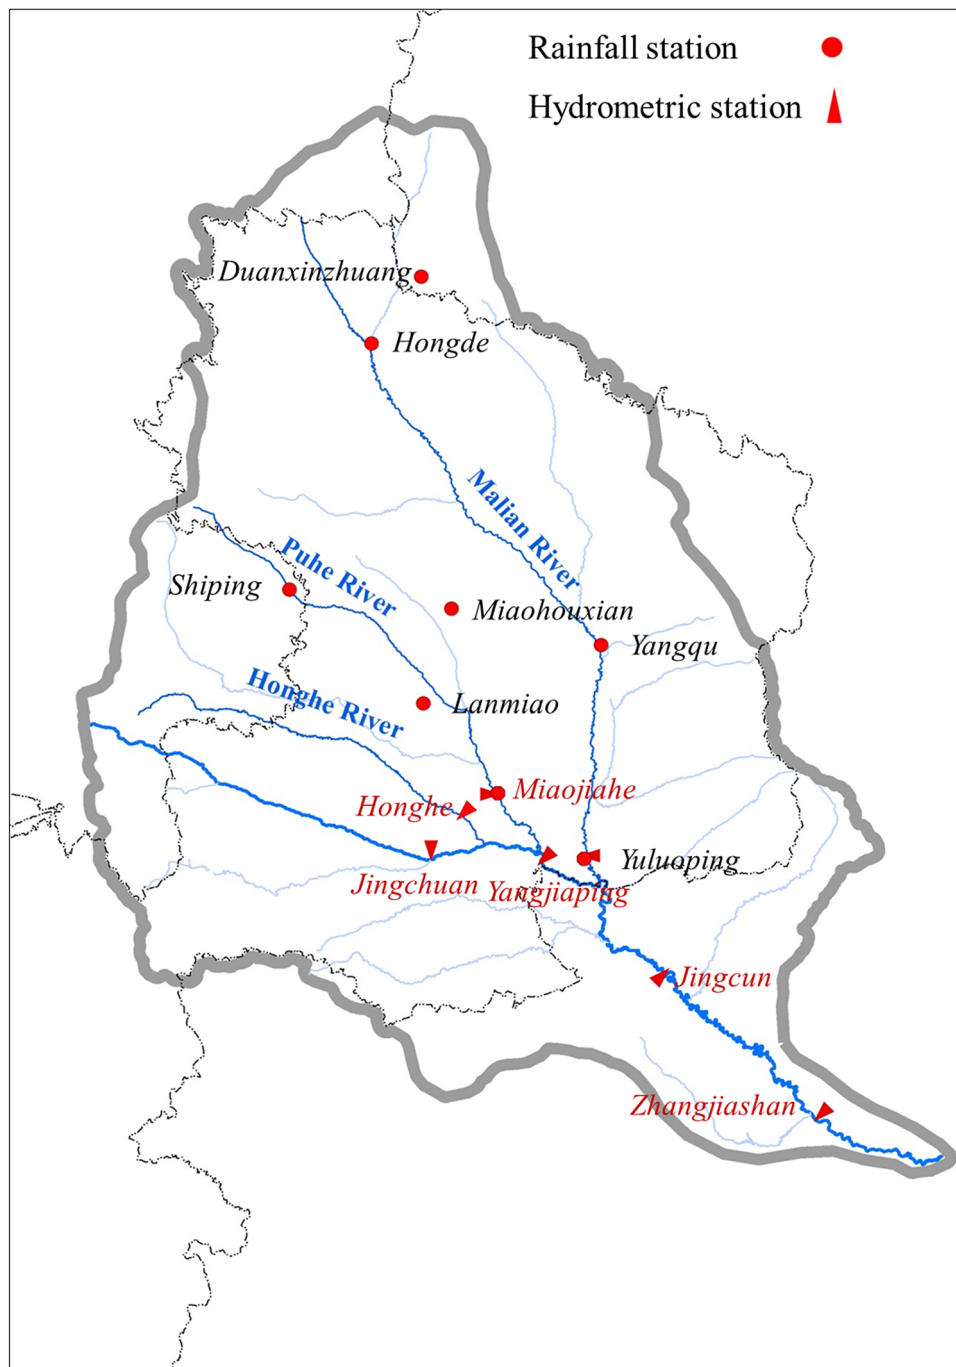 Rainfall station
Hydrometric station
Duanxinzhuang
Hongde
Malian River
Puhe River
Shiping
Miaohouxian
Yangqu
Honghe River
Lanmiao
Miaojiahe
Honghe
Yuluoping
Jingchuan
Yangjiaping
Jingcun
Zhangjiashan